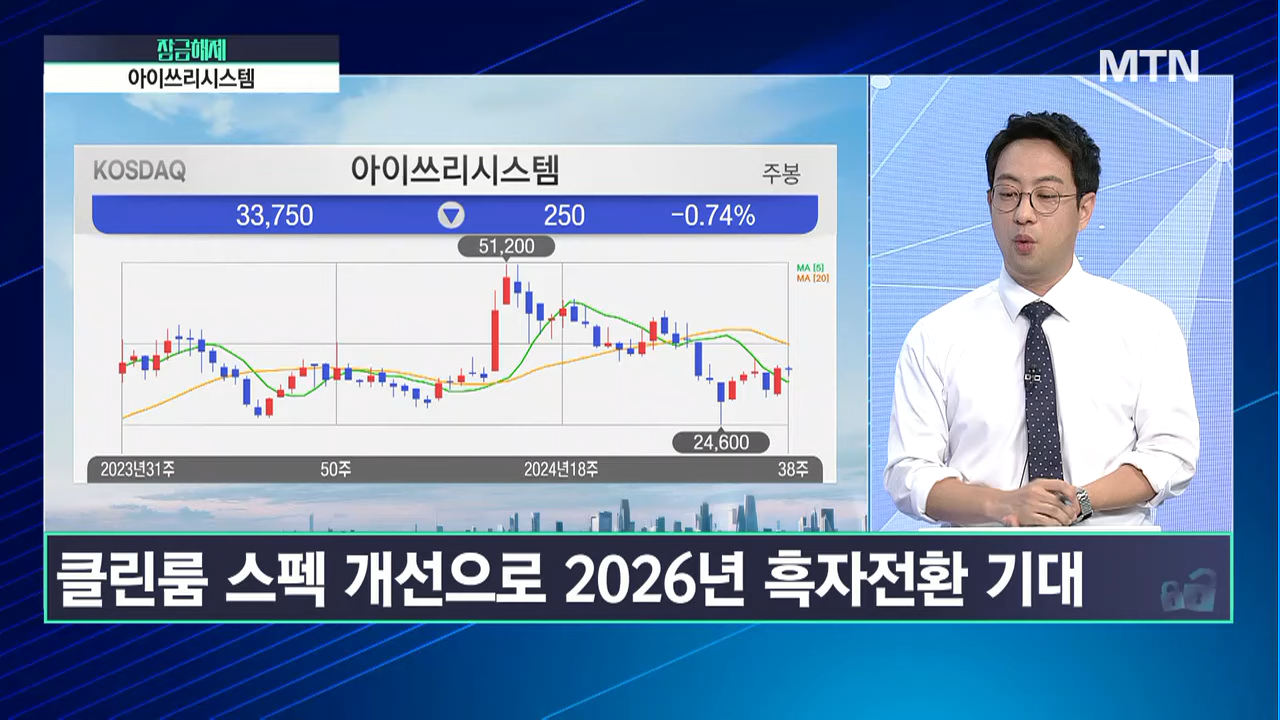 잠금해제
아이쓰리시스템
MTN
KOSDAQ
아이쓰리시스템
주봉
33,750 ▼ 250 -0.74%
51,200
MA [5]
MA [20]
24,600
2023년31주 50주 2024년18주 38주
클린룸 스펙 개선으로 2026년 흑자전환 기대